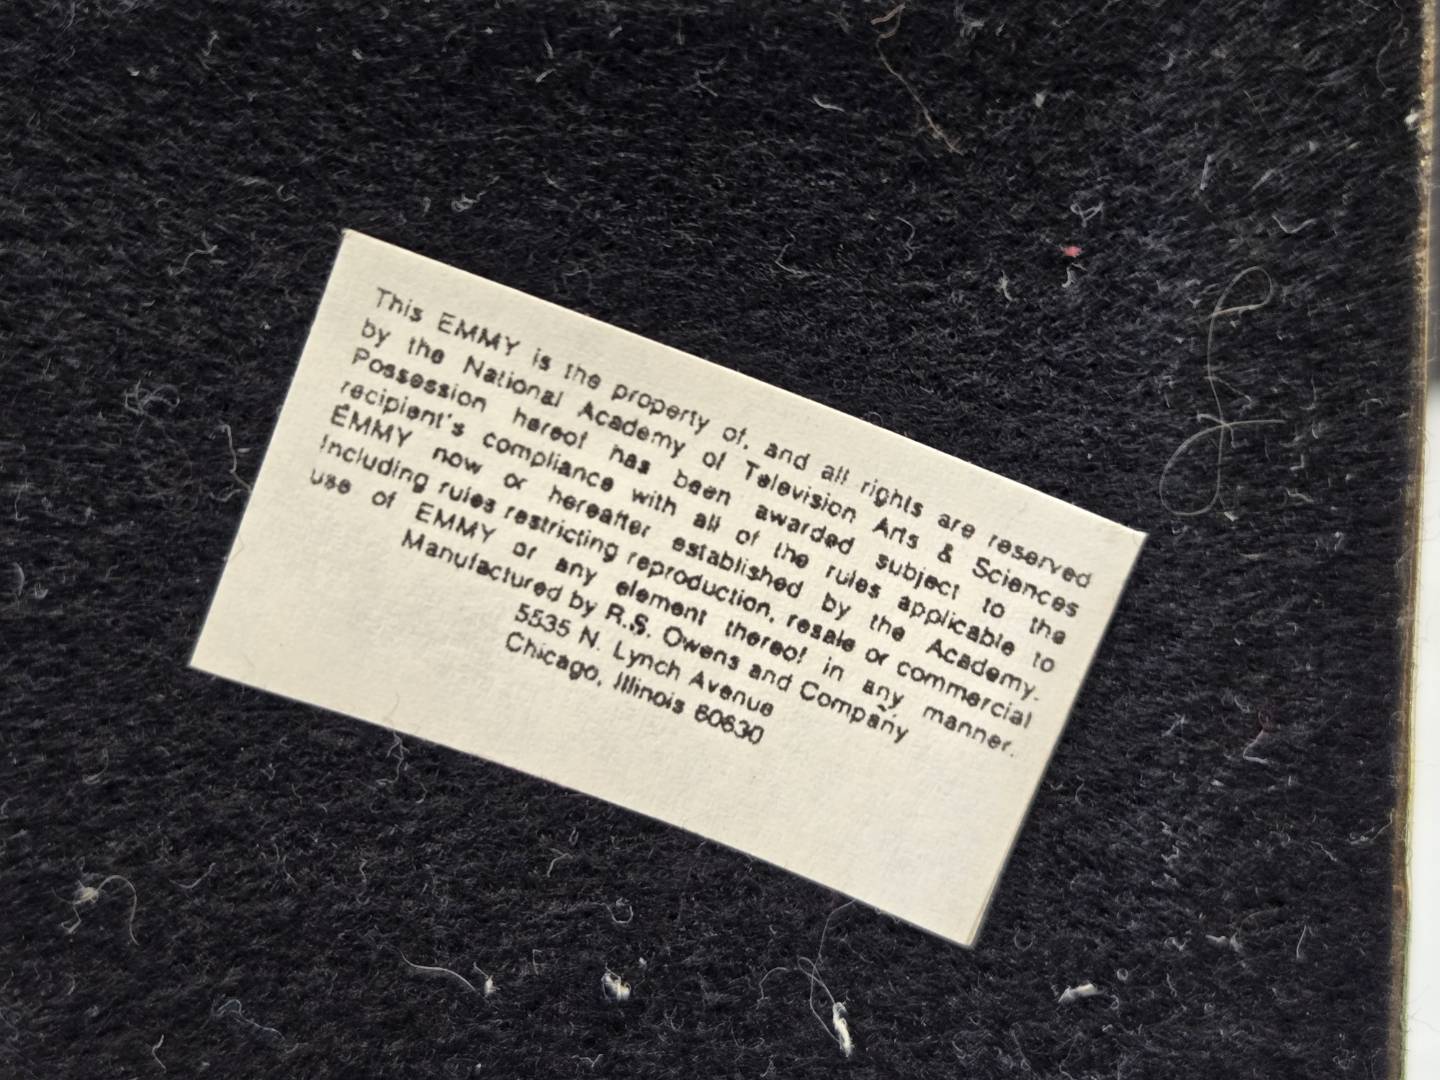 This EMMY is the property of, and all rights are reserved
by the National Academy of Television Arts & Sciences
Possession hereof has been awarded subject to the
recipient's compliance with all of the rules applicable to
EMMY now or hereafter established by the Academy.
Including rules restricting reproduction, resale or commercial
use of EMMY or any element thereof in any manner.
Manufactured by R.S. Owens and Company
5535 N. Lynch Avenue
Chicago, Illinois 60630